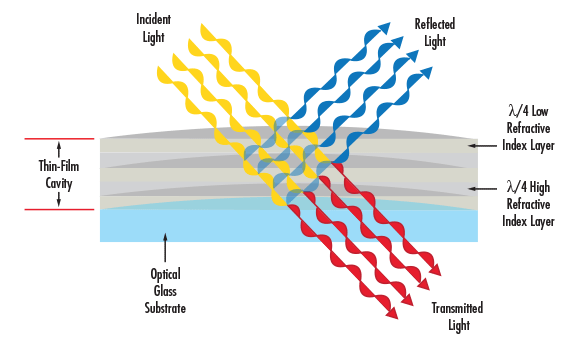 Incident
Light
Reflected
Light
λ/4 Low
Refractive
Index Layer
Thin-Film
Cavity
λ/4 High
Refractive
Index Layer
Optical
Glass
Substrate
Transmitted
Light